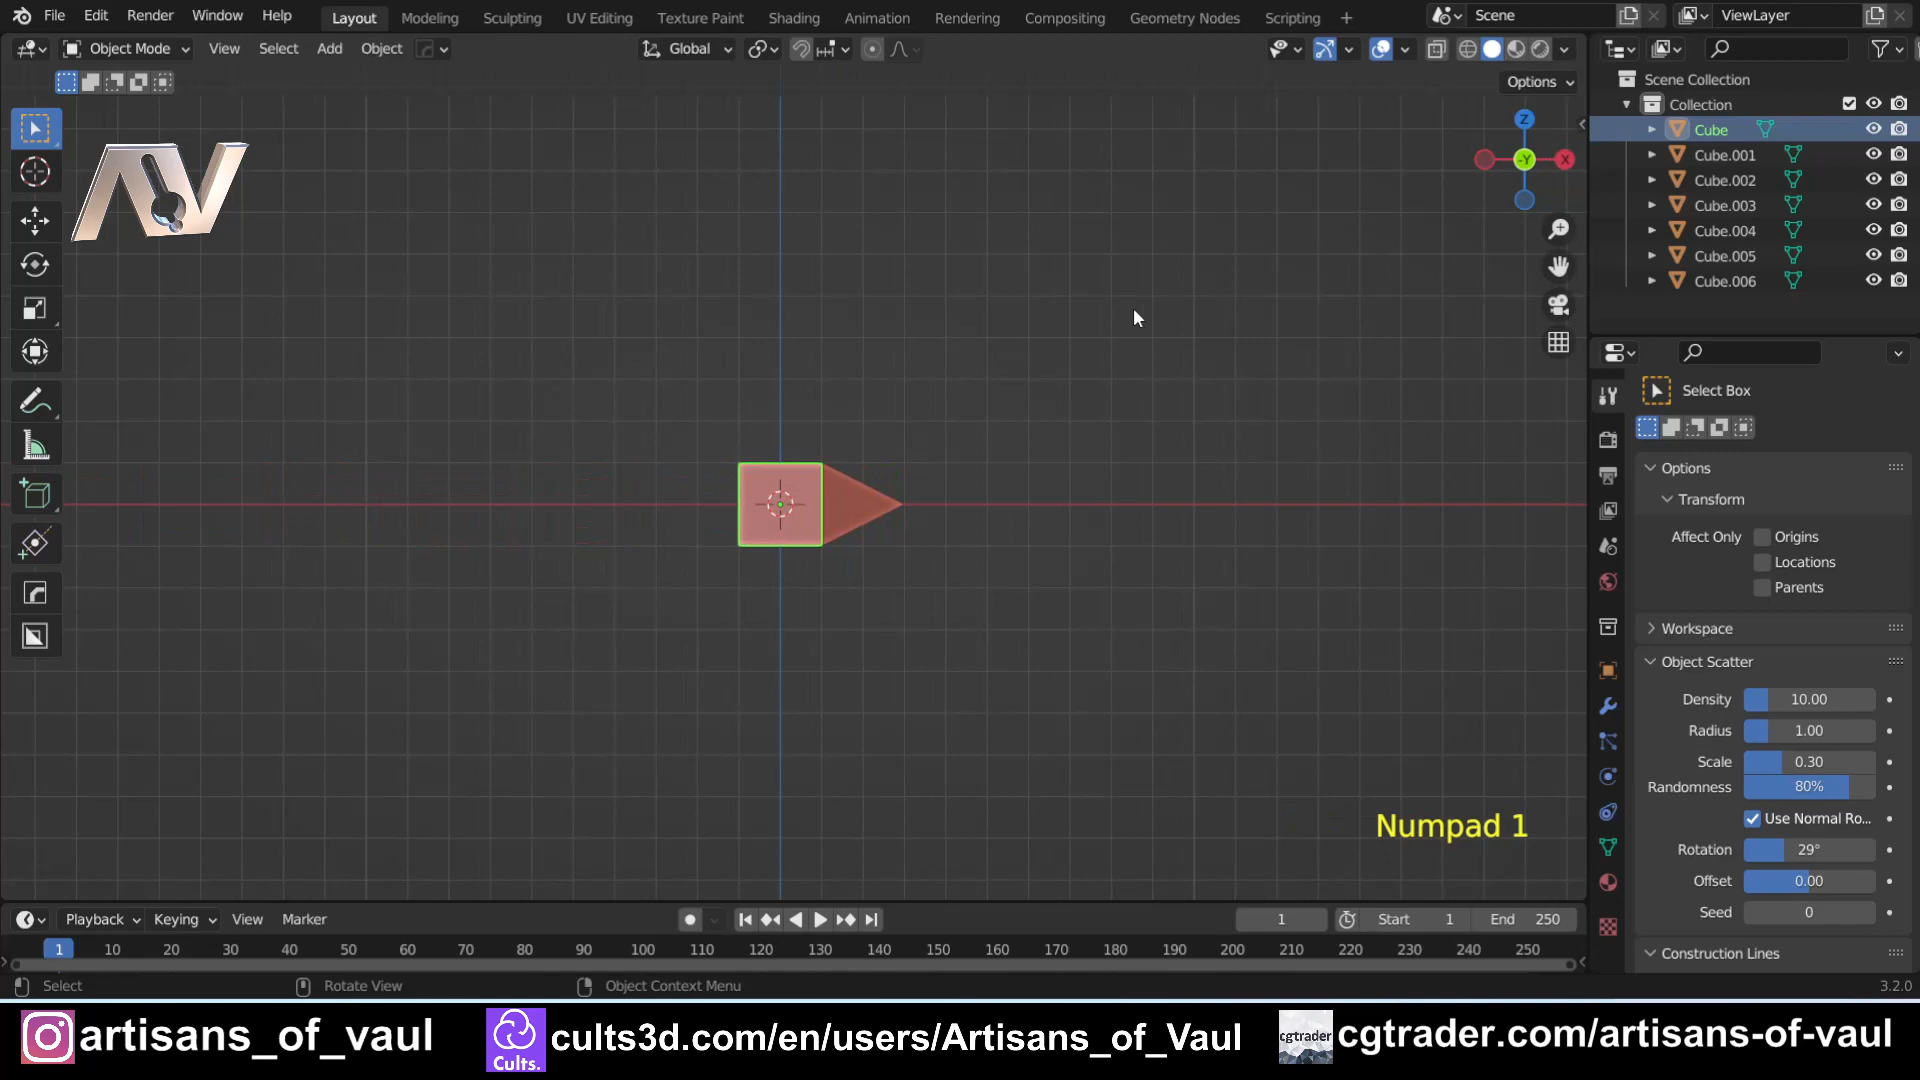 File Edit Render Window Help Layout Modeling Sculpting UV Editing Texture Paint Shading Animation Rendering Compositing Geometry Nodes Scripting + Scene ViewLayer
Object Mode View Select Add Object Global
Options
Scene Collection
Collection
Cube
Cube.001
Cube.002
Cube.003
Cube.004
Cube.005
Cube.006
Z
-Y X
AV
Select Box
Options
Transform
Affect Only Origins
Locations
Parents
Workspace
Object Scatter
Density 10.00
Radius 1.00
Scale 0.30
Randomness 80%
Use Normal Ro...
Rotation 29°
Offset 0.00
Seed 0
Construction Lines
Numpad 1
Playback Keying View Marker 1 Start 1 End 250
1 10 20 30 40 50 60 70 80 90 100 110 120 130 140 150 160 170 180 190 200 210 220 230 240 250
Select Rotate View Object Context Menu 3.2.0
artisans_of_vaul Cults. cults3d.com/en/users/Artisans_of_Vaul cgtrader cgtrader.com/artisans-of-vaul